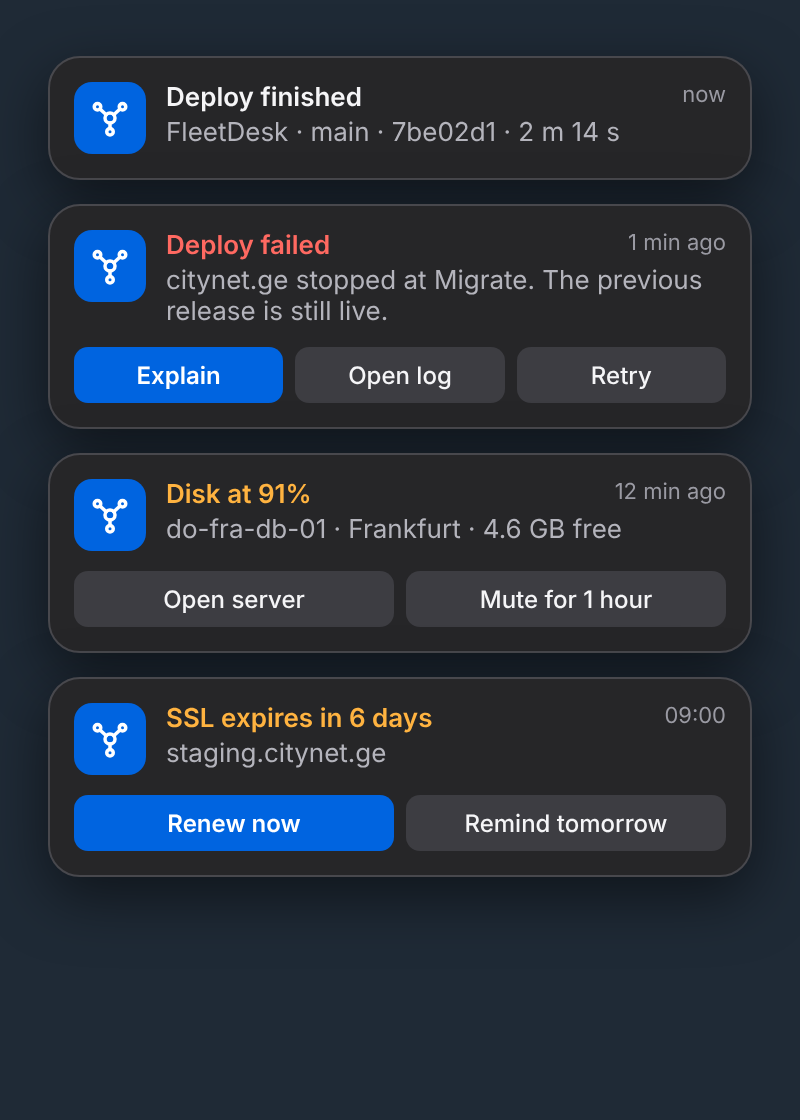 Deploy finished
now
FleetDesk · main · 7be02d1 · 2 m 14 s
Deploy failed
1 min ago
citynet.ge stopped at Migrate. The previous
release is still live.
Explain
Open log
Retry
Disk at 91%
12 min ago
do-fra-db-01 · Frankfurt · 4.6 GB free
Open server
Mute for 1 hour
SSL expires in 6 days
09:00
staging.citynet.ge
Renew now
Remind tomorrow